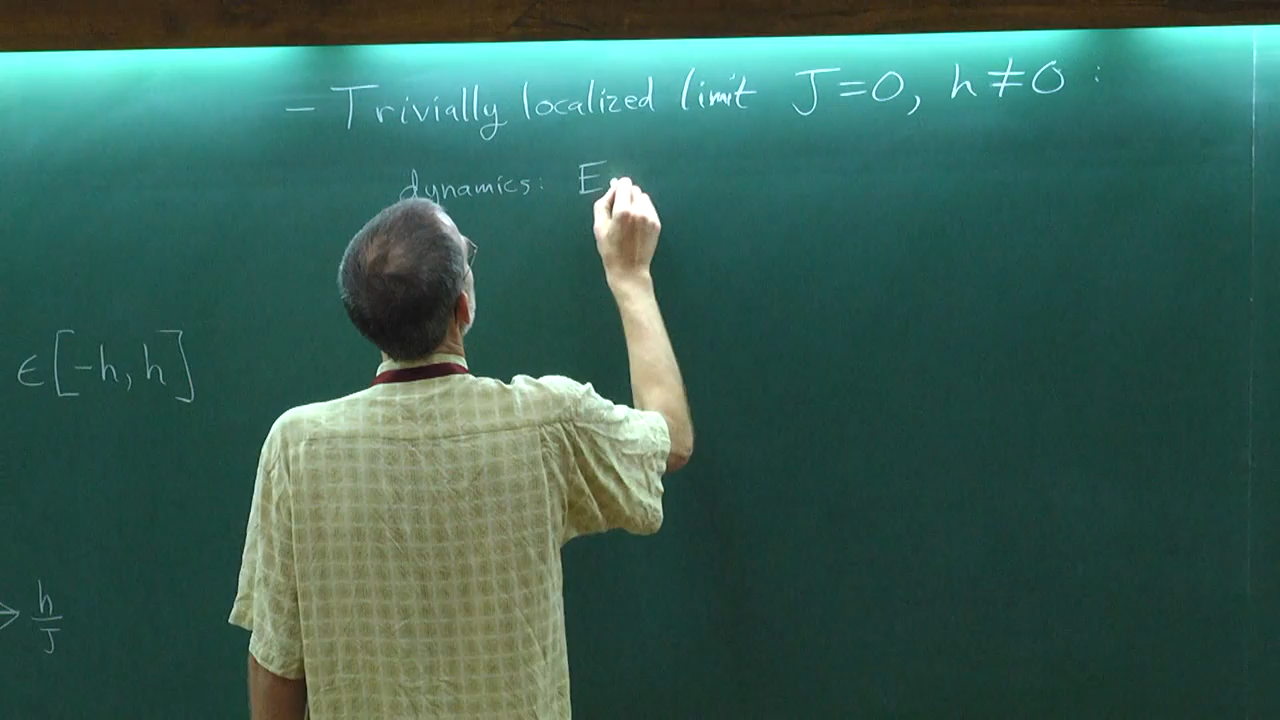 - Trivially localized limit J=0, h≠0 :
dynamics: E
∈[-h, h]
→ h/J